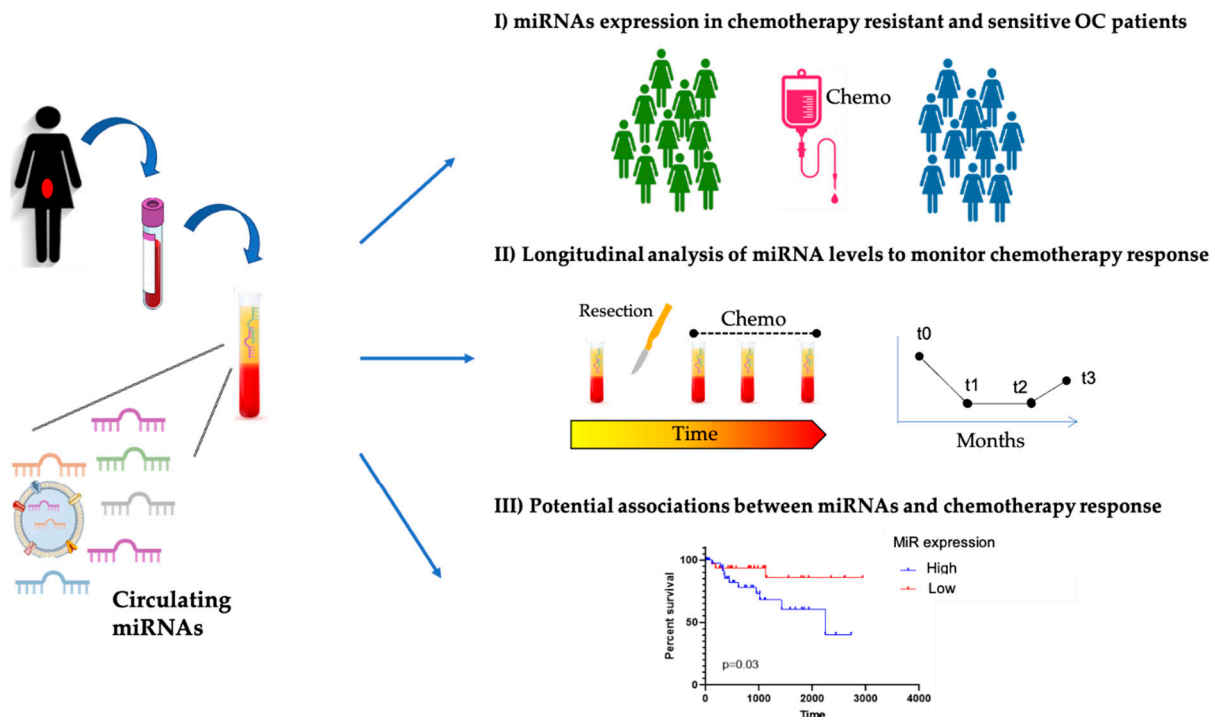 I) miRNAs expression in chemotherapy resistant and sensitive OC patients
Chemo
II) Longitudinal analysis of miRNA levels to monitor chemotherapy response
Resection
Chemo
Time
t0
t1
t2
t3
Months
III) Potential associations between miRNAs and chemotherapy response
MiR expression
High
Low
Percent survival
100
50
0
p=0.03
0
1000
2000
3000
4000
Time
Circulating
miRNAs